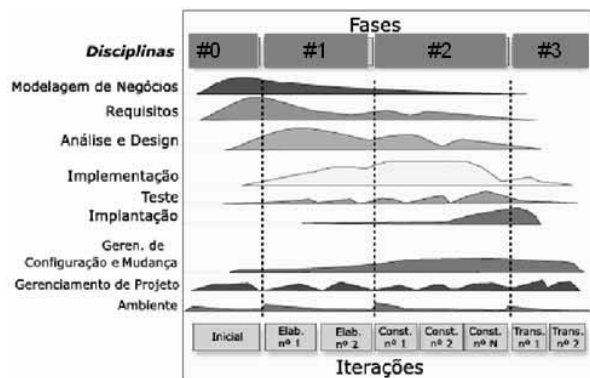 Fases
Disciplinas
#0 #1 #2 #3
Modelagem de Negócios
Requisitos
Análise e Design
Implementação
Teste
Implantação
Geren. de
Configuração e Mudança
Gerenciamento de Projeto
Ambiente
Inicial
Elab.
nº 1
Elab.
nº 2
Const.
nº 1
Const.
nº 2
Const.
nº N
Trans.
nº 1
Trans.
nº 2
Iterações